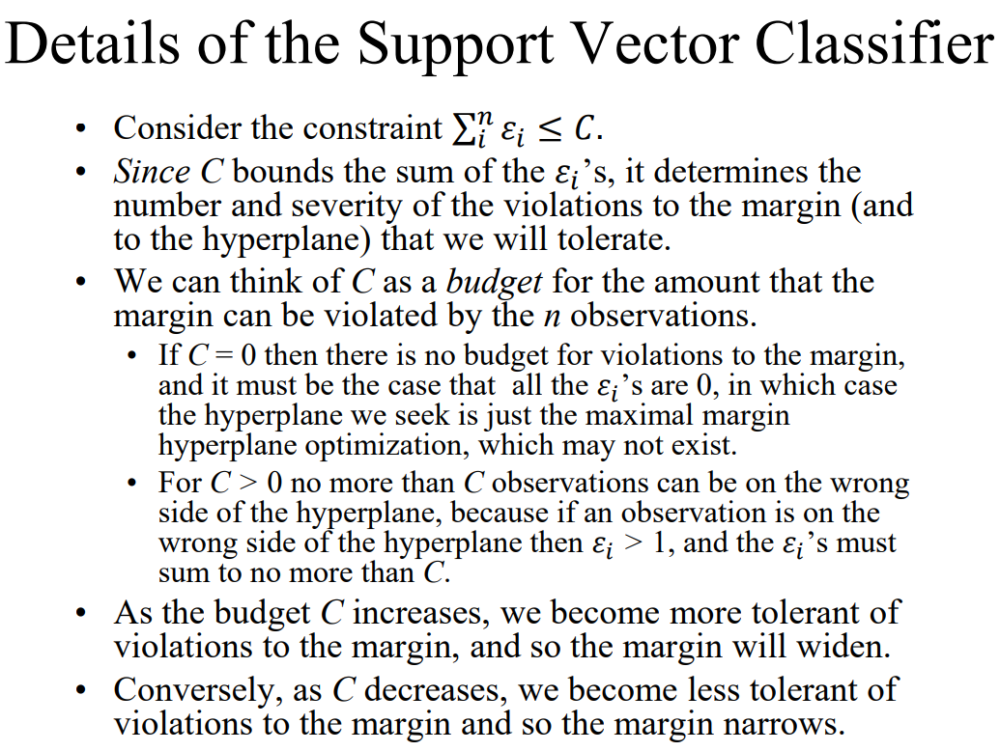 Details of the Support Vector Classifier
• Consider the constraint ∑ᵢⁿ εᵢ ≤ C.
• Since C bounds the sum of the εᵢ’s, it determines the
number and severity of the violations to the margin (and
to the hyperplane) that we will tolerate.
• We can think of C as a budget for the amount that the
margin can be violated by the n observations.
• If C = 0 then there is no budget for violations to the margin,
and it must be the case that all the εᵢ’s are 0, in which case
the hyperplane we seek is just the maximal margin
hyperplane optimization, which may not exist.
• For C > 0 no more than C observations can be on the wrong
side of the hyperplane, because if an observation is on the
wrong side of the hyperplane then εᵢ > 1, and the εᵢ’s must
sum to no more than C.
• As the budget C increases, we become more tolerant of
violations to the margin, and so the margin will widen.
• Conversely, as C decreases, we become less tolerant of
violations to the margin and so the margin narrows.